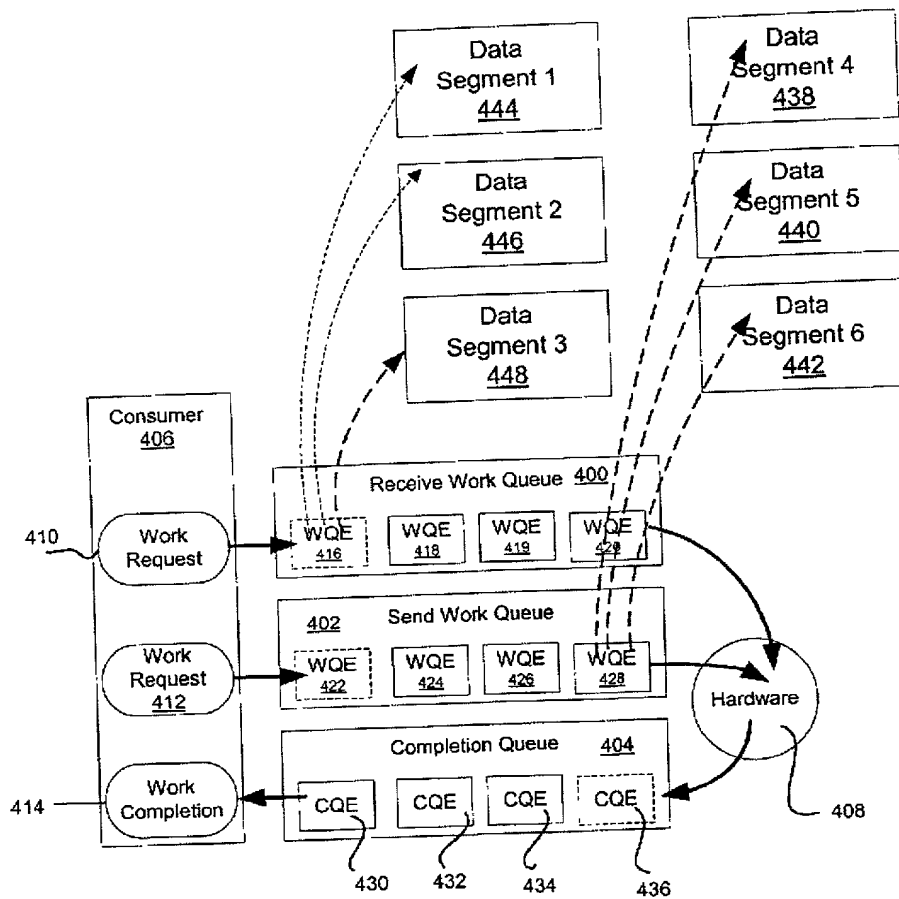 Data
Segment 1
444
Data
Segment 4
438
Data
Segment 2
446
Data
Segment 5
440
Data
Segment 3
448
Data
Segment 6
442
Consumer
406
Receive Work Queue 400
410
Work
Request
WQE
416
WQE
418
WQE
419
WQE
420
402 Send Work Queue
Work
Request
412
WQE
422
WQE
424
WQE
426
WQE
428
Hardware
Completion Queue 404
414
Work
Completion
CQE
CQE
CQE
CQE
408
430
432
434
436